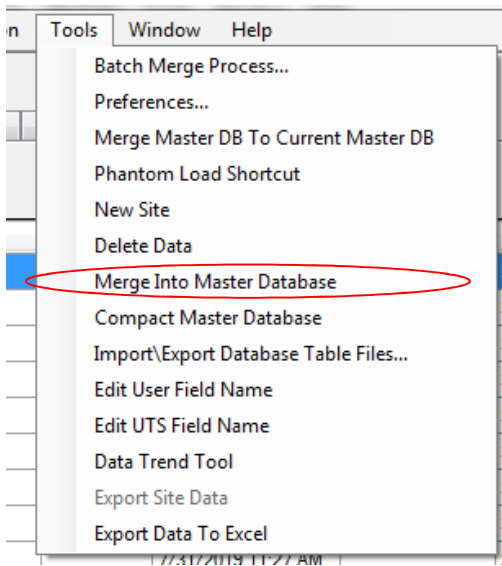 n Tools Window Help
Batch Merge Process...
Preferences...
Merge Master DB To Current Master DB
Phantom Load Shortcut
New Site
Delete Data
Merge Into Master Database
Compact Master Database
Import\Export Database Table Files...
Edit User Field Name
Edit UTS Field Name
Data Trend Tool
Export Site Data
Export Data To Excel
7/31/2019 11:27 AM